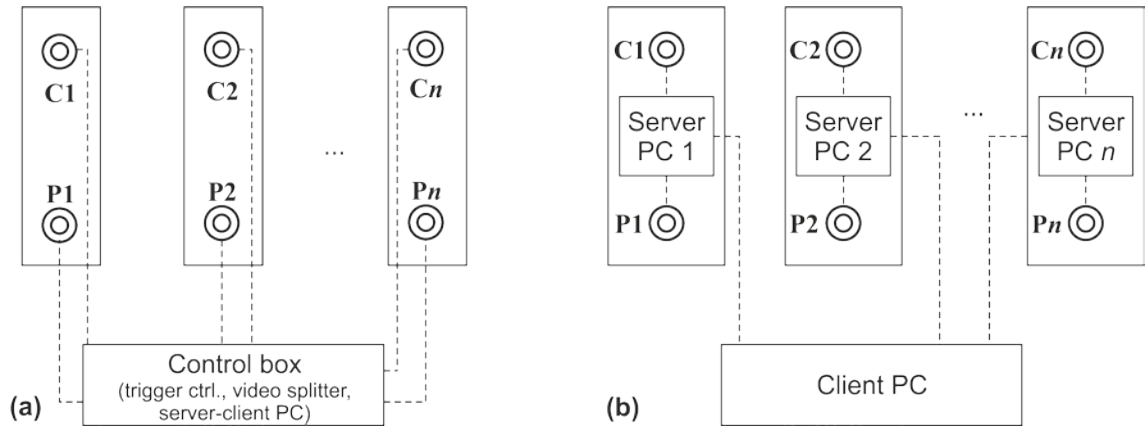 C1
C2
Cn
...
P1
P2
Pn
Control box
(trigger ctrl., video splitter,
server-client PC)
(a)
C1
C2
Cn
Server
PC 1
Server
PC 2
...
Server
PC n
P1
P2
Pn
Client PC
(b)